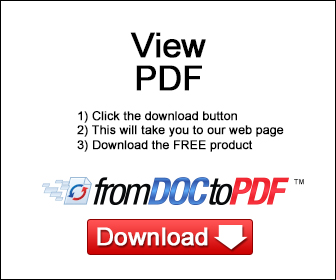 View
PDF
1) Click the download button
2) This will take you to our web page
3) Download the FREE product
fromDOCtoPDF™
Download